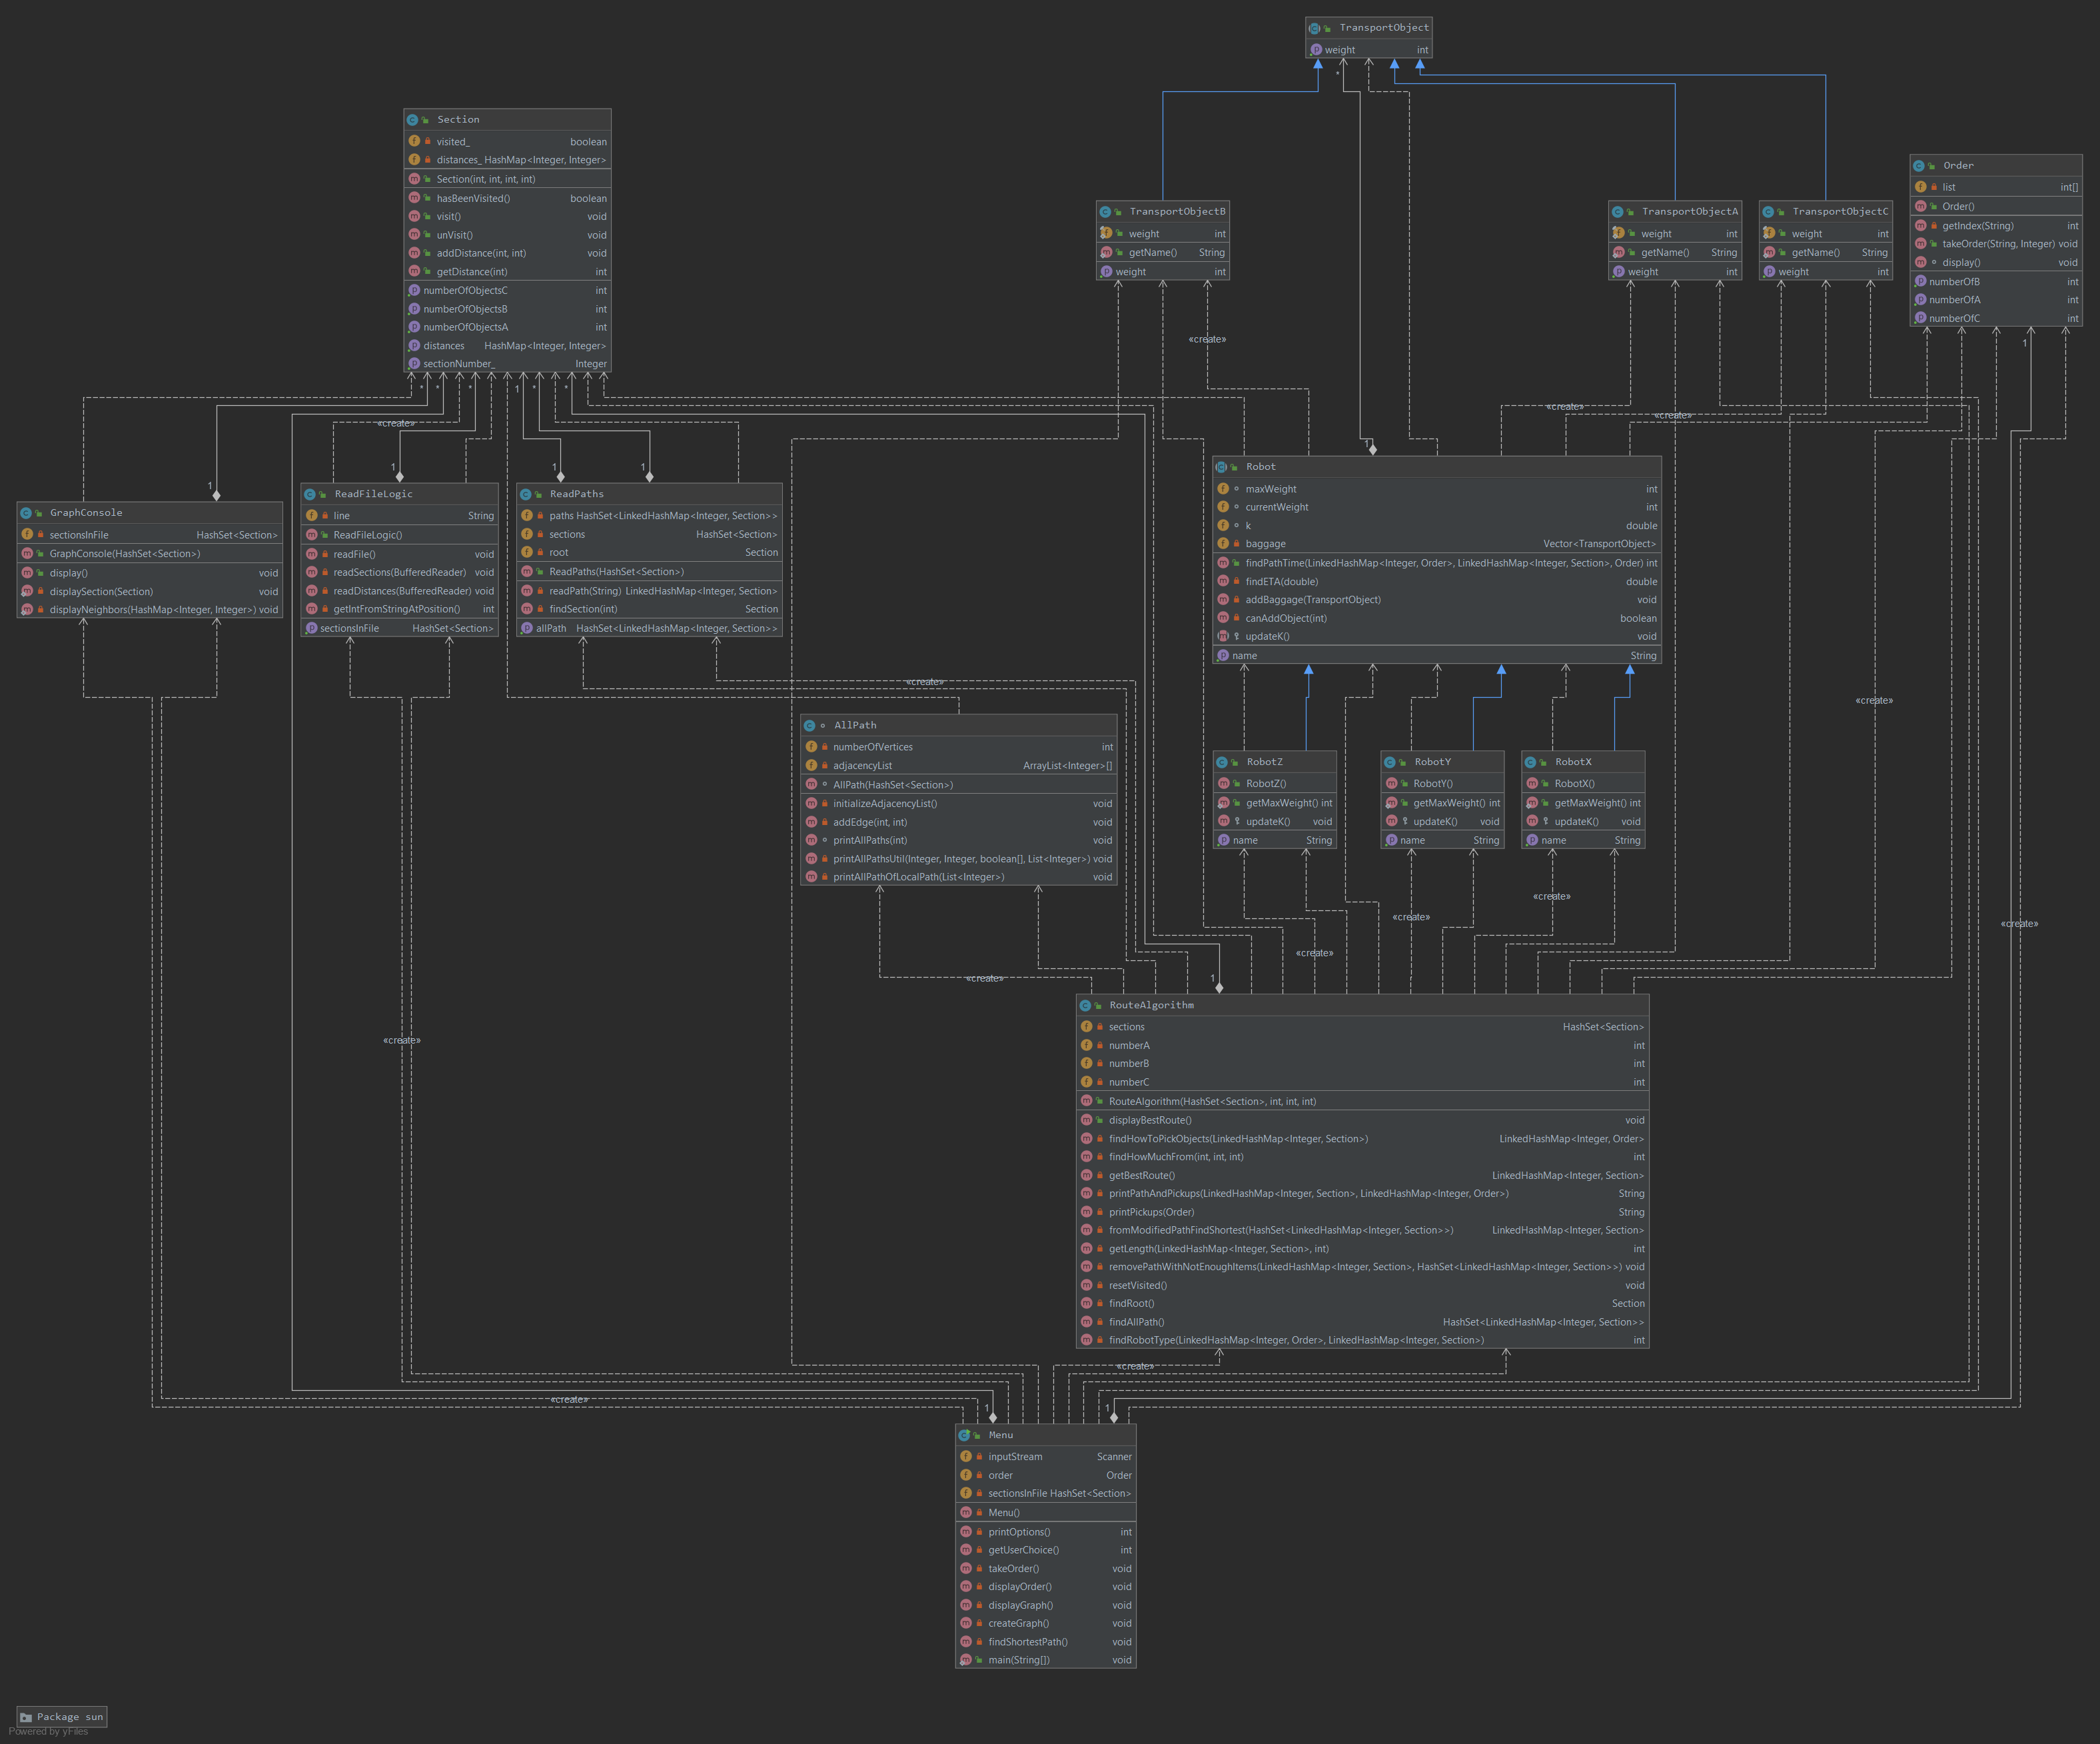 TransportObject
weight int
*
Section
visited_ boolean
distances_ HashMap<Integer, Integer>
Section(int, int, int, int)
hasBeenVisited() boolean
visit() void
unVisit() void
addDistance(int, int) void
getDistance(int) int
numberOfObjectsC int
numberOfObjectsB int
numberOfObjectsA int
distances HashMap<Integer, Integer>
sectionNumber_ Integer
Order
list int[]
Order()
getIndex(String) int
takeOrder(String, Integer) void
display() void
numberOfB int
numberOfA int
numberOfC int
TransportObjectB
weight int
getName() String
weight int
TransportObjectA
weight int
getName() String
weight int
TransportObjectC
weight int
getName() String
weight int
«create»
1
* * * 1 * *
«create»
«create»
«create»
1
1
1
1
1
Robot
maxWeight int
currentWeight int
k double
baggage Vector<TransportObject>
findPathTime(LinkedHashMap<Integer, Order>, LinkedHashMap<Integer, Section>, Order) int
findETA(double) double
addBaggage(TransportObject) void
canAddObject(int) boolean
updateK() void
name String
GraphConsole
sectionsInFile HashSet<Section>
GraphConsole(HashSet<Section>)
display() void
displaySection(Section) void
displayNeighbors(HashMap<Integer, Integer>) void
ReadFileLogic
line String
ReadFileLogic()
readFile() void
readSections(BufferedReader) void
readDistances(BufferedReader) void
getIntFromStringAtPosition() int
sectionsInFile HashSet<Section>
ReadPaths
paths HashSet<LinkedHashMap<Integer, Section>>
sections HashSet<Section>
root Section
ReadPaths(HashSet<Section>)
readPath(String) LinkedHashMap<Integer, Section>
findSection(int) Section
allPath HashSet<LinkedHashMap<Integer, Section>>
«create»
«create»
AllPath
numberOfVertices int
adjacencyList ArrayList<Integer>[]
AllPath(HashSet<Section>)
initializeAdjacencyList() void
addEdge(int, int) void
printAllPaths(int) void
printAllPathsUtil(Integer, Integer, boolean[], List<Integer>) void
printAllPathOfLocalPath(List<Integer>) void
RobotZ
RobotZ()
getMaxWeight() int
updateK() void
name String
RobotY
RobotY()
getMaxWeight() int
updateK() void
name String
RobotX
RobotX()
getMaxWeight() int
updateK() void
name String
«create»
«create»
«create»
«create»
«create»
1
RouteAlgorithm
sections HashSet<Section>
numberA int
numberB int
numberC int
RouteAlgorithm(HashSet<Section>, int, int, int)
displayBestRoute() void
findHowToPickObjects(LinkedHashMap<Integer, Section>) LinkedHashMap<Integer, Order>
findHowMuchFrom(int, int, int) int
getBestRoute() LinkedHashMap<Integer, Section>
printPathAndPickups(LinkedHashMap<Integer, Section>, LinkedHashMap<Integer, Order>) String
printPickups(Order) String
fromModifiedPathFindShortest(HashSet<LinkedHashMap<Integer, Section>>) LinkedHashMap<Integer, Section>
getLength(LinkedHashMap<Integer, Section>, int) int
removePathWithNotEnoughItems(LinkedHashMap<Integer, Section>, HashSet<LinkedHashMap<Integer, Section>>) void
resetVisited() void
findRoot() Section
findAllPath() HashSet<LinkedHashMap<Integer, Section>>
findRobotType(LinkedHashMap<Integer, Order>, LinkedHashMap<Integer, Section>) int
«create»
«create»
«create»
1
1
Menu
inputStream Scanner
order Order
sectionsInFile HashSet<Section>
Menu()
printOptions() int
getUserChoice() int
takeOrder() void
displayOrder() void
displayGraph() void
createGraph() void
findShortestPath() void
main(String[]) void
Package sun
Powered by yFiles